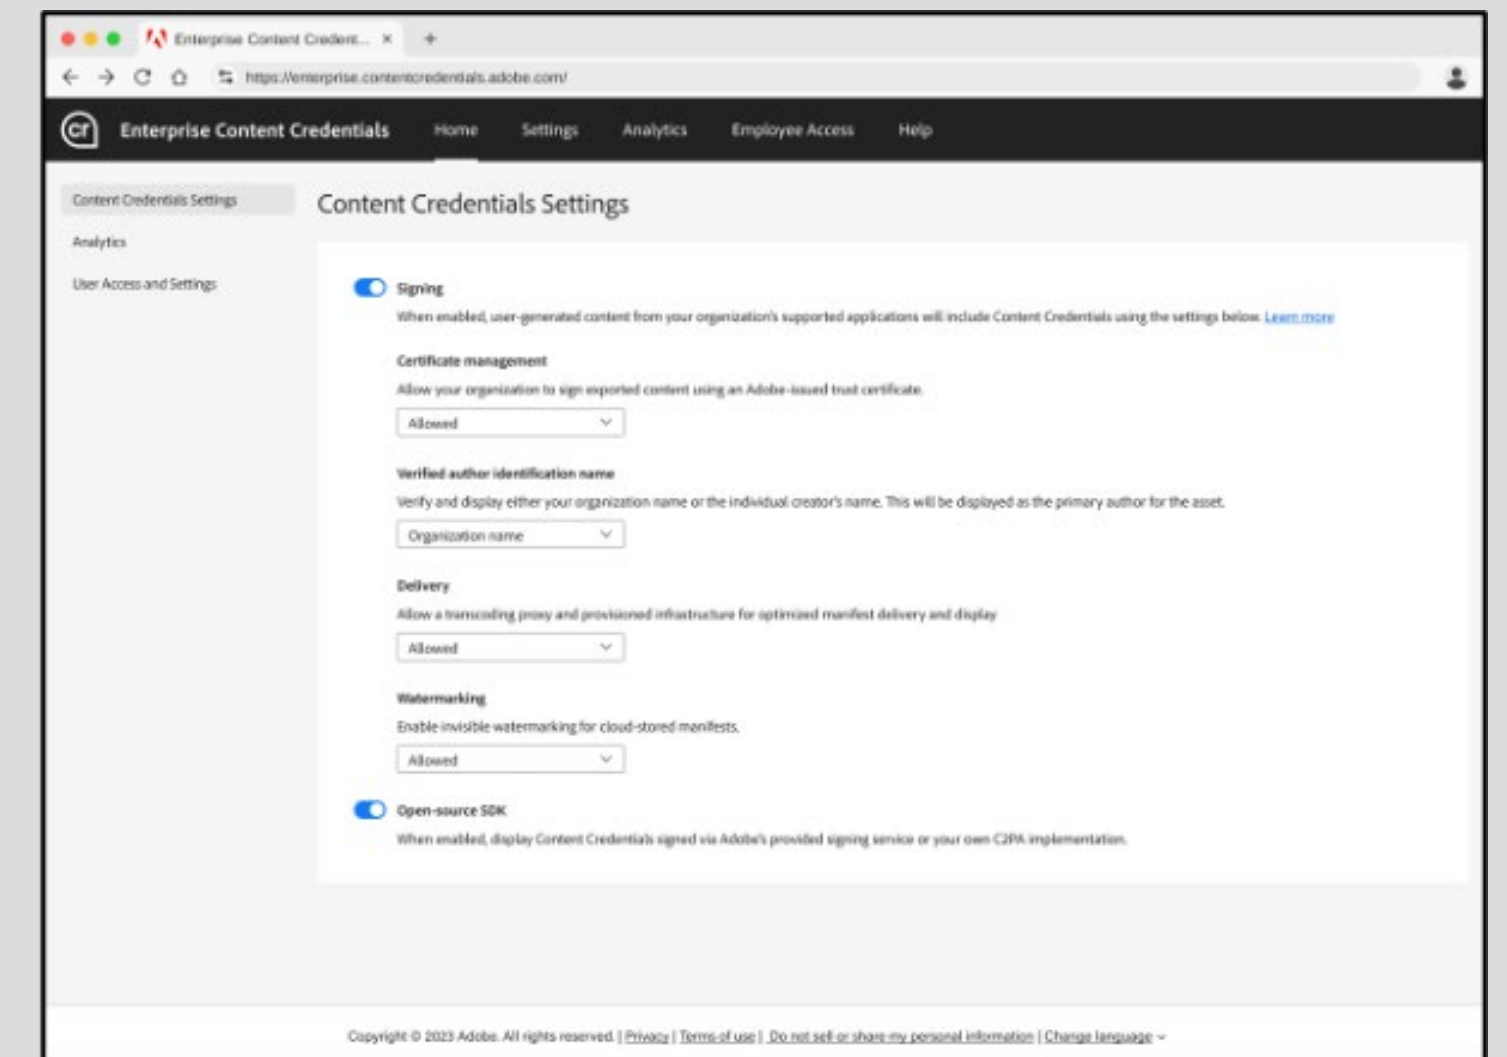 Enterprise Content Credent... ×
https://enterprise.contentcredentials.adobe.com/
cr Enterprise Content Credentials Home Settings Analytics Employee Access Help
Content Credentials Settings
Analytics
User Access and Settings
Content Credentials Settings
Signing
When enabled, user-generated content from your organization's supported applications will include Content Credentials using the settings below. Learn more
Certificate management
Allow your organization to sign exported content using an Adobe-issued trust certificate.
Allowed
Verified author identification name
Verify and display either your organization name or the individual creator's name. This will be displayed as the primary author for the asset.
Organization name
Delivery
Allow a transcoding proxy and provisioned infrastructure for optimized manifest delivery and display
Allowed
Watermarking
Enable invisible watermarking for cloud-stored manifests.
Allowed
Open-source SDK
When enabled, display Content Credentials signed via Adobe's provided signing service or your own C2PA implementation.
Copyright © 2023 Adobe. All rights reserved. | Privacy | Terms of use | Do not sell or share my personal information | Change language